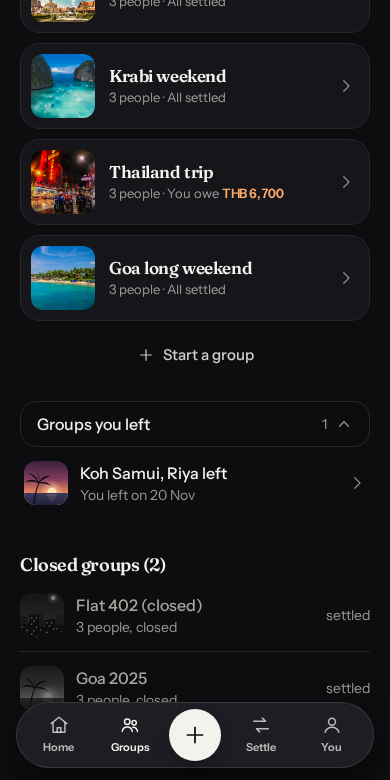 3 people · All settled
Krabi weekend
3 people · All settled
Thailand trip
3 people · You owe THB 6,700
Goa long weekend
3 people · All settled
Start a group
Groups you left 1
Koh Samui, Riya left
You left on 20 Nov
Closed groups (2)
Flat 402 (closed)
3 people, closed
settled
Goa 2025
3 people, closed
settled
Home Groups Settle You